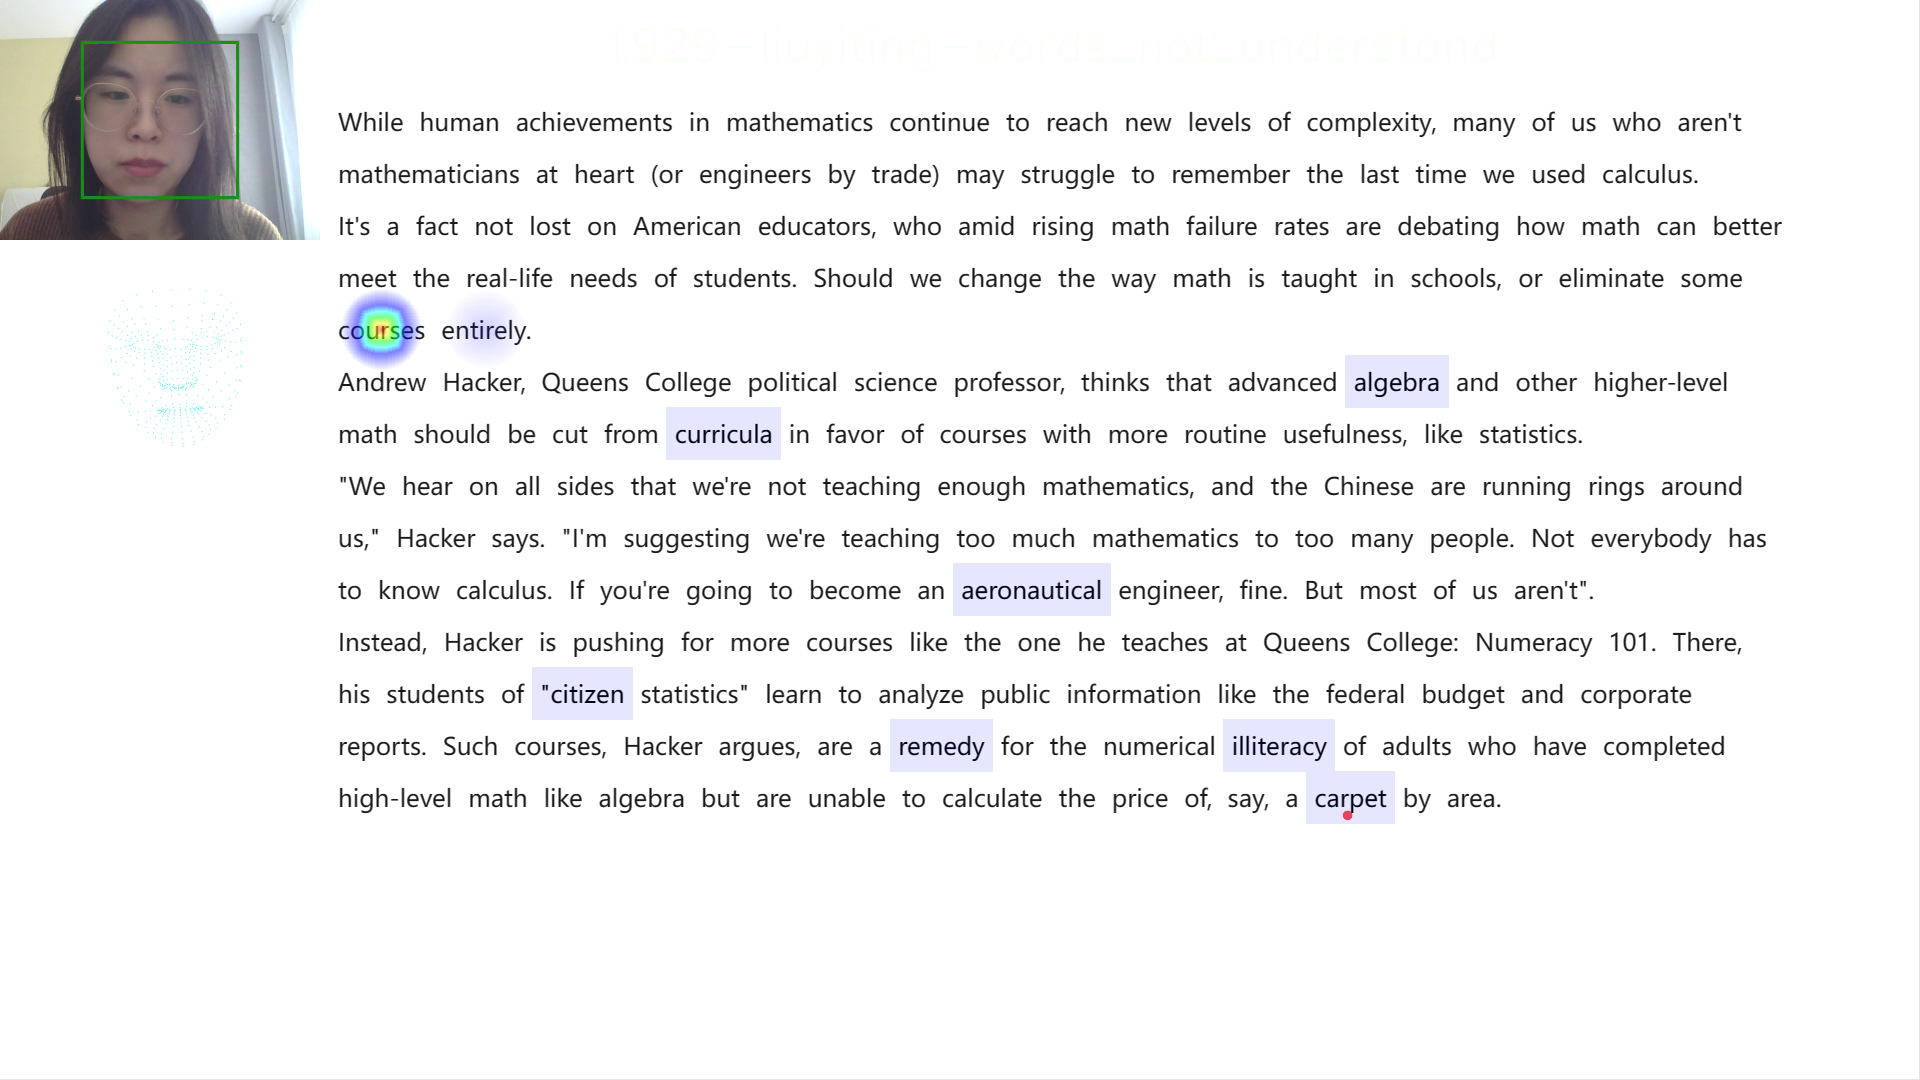 1929-liuyiting-words_not_understand
While human achievements in mathematics continue to reach new levels of complexity, many of us who aren't
mathematicians at heart (or engineers by trade) may struggle to remember the last time we used calculus.
It's a fact not lost on American educators, who amid rising math failure rates are debating how math can better
meet the real-life needs of students. Should we change the way math is taught in schools, or eliminate some
courses entirely.
Andrew Hacker, Queens College political science professor, thinks that advanced algebra and other higher-level
math should be cut from curricula in favor of courses with more routine usefulness, like statistics.
"We hear on all sides that we're not teaching enough mathematics, and the Chinese are running rings around
us," Hacker says. "I'm suggesting we're teaching too much mathematics to too many people. Not everybody has
to know calculus. If you're going to become an aeronautical engineer, fine. But most of us aren't".
Instead, Hacker is pushing for more courses like the one he teaches at Queens College: Numeracy 101. There,
his students of "citizen statistics" learn to analyze public information like the federal budget and corporate
reports. Such courses, Hacker argues, are a remedy for the numerical illiteracy of adults who have completed
high-level math like algebra but are unable to calculate the price of, say, a carpet by area.